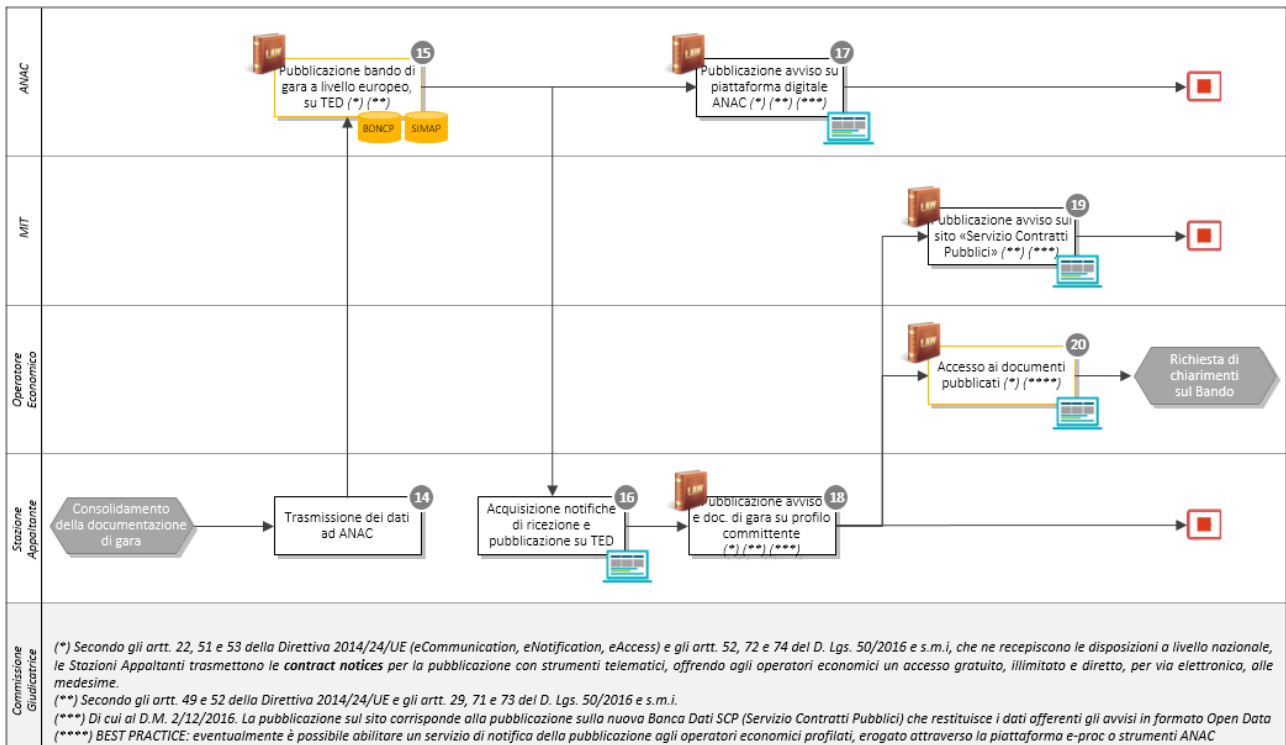 ANAC
15
Pubblicazione bando di
gara a livello europeo,
su TED (*) (**)
BDNCP
SIMAP
17
Pubblicazione avviso su
piattaforma digitale
ANAC (*) (**) (***)
MIT
19
Pubblicazione avviso sul
sito «Servizio Contratti
Pubblici» (**) (***)
Operatore
Economico
20
Accesso ai documenti
pubblicati (*) (****)
Richiesta di
chiarimenti
sul Bando
Stazione
Appaltante
Consolidamento
della documentazione
di gara
14
Trasmissione dei dati
ad ANAC
16
Acquisizione notifiche
di ricezione e
pubblicazione su TED
18
Pubblicazione avviso
e doc. di gara su profilo
committente
(*) (**) (***)
Commissione
Giudicatrice
(*) Secondo gli artt. 22, 51 e 53 della Direttiva 2014/24/UE (eCommunication, eNotification, eAccess) e gli artt. 52, 72 e 74 del D. Lgs. 50/2016 e s.m.i, che ne recepiscono le disposizioni a livello nazionale,
le Stazioni Appaltanti trasmettono le contract notices per la pubblicazione con strumenti telematici, offrendo agli operatori economici un accesso gratuito, illimitato e diretto, per via elettronica, alle
medesime.
(**) Secondo gli artt. 49 e 52 della Direttiva 2014/24/UE e gli artt. 29, 71 e 73 del D. Lgs. 50/2016 e s.m.i.
(***) Di cui al D.M. 2/12/2016. La pubblicazione sul sito corrisponde alla pubblicazione sulla nuova Banca Dati SCP (Servizio Contratti Pubblici) che restituisce i dati afferenti gli avvisi in formato Open Data
(****) BEST PRACTICE: eventualmente è possibile abilitare un servizio di notifica della pubblicazione agli operatori economici profilati, erogato attraverso la piattaforma e-proc o strumenti ANAC